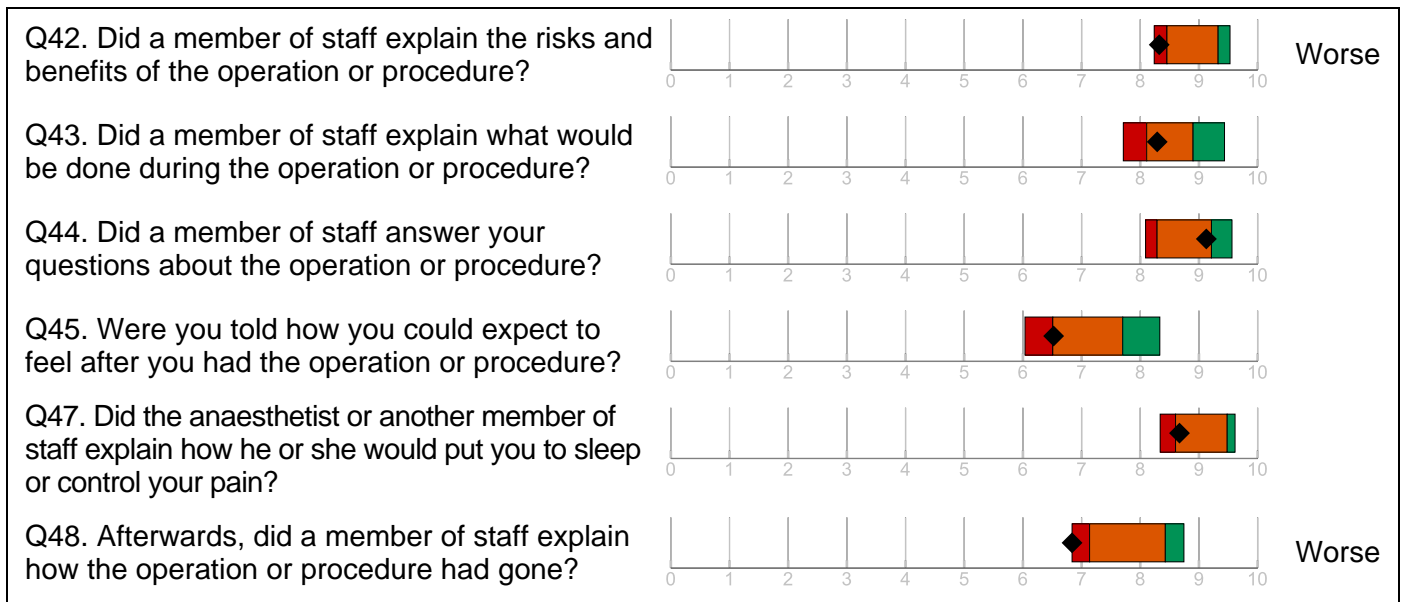 Q42. Did a member of staff explain the risks and
benefits of the operation or procedure?
Worse
0 1 2 3 4 5 6 7 8 9 10
Q43. Did a member of staff explain what would
be done during the operation or procedure?
0 1 2 3 4 5 6 7 8 9 10
Q44. Did a member of staff answer your
questions about the operation or procedure?
0 1 2 3 4 5 6 7 8 9 10
Q45. Were you told how you could expect to
feel after you had the operation or procedure?
0 1 2 3 4 5 6 7 8 9 10
Q47. Did the anaesthetist or another member of
staff explain how he or she would put you to sleep
or control your pain?
0 1 2 3 4 5 6 7 8 9 10
Q48. Afterwards, did a member of staff explain
how the operation or procedure had gone?
Worse
0 1 2 3 4 5 6 7 8 9 10